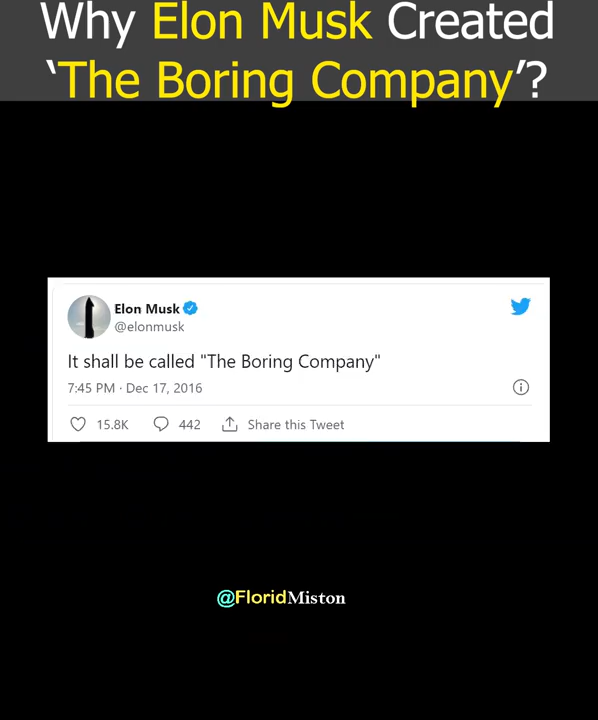 Why Elon Musk Created
‘The Boring Company’?
Elon Musk
@elonmusk
It shall be called "The Boring Company"
7:45 PM · Dec 17, 2016
15.8K 442 Share this Tweet
@FloridMiston